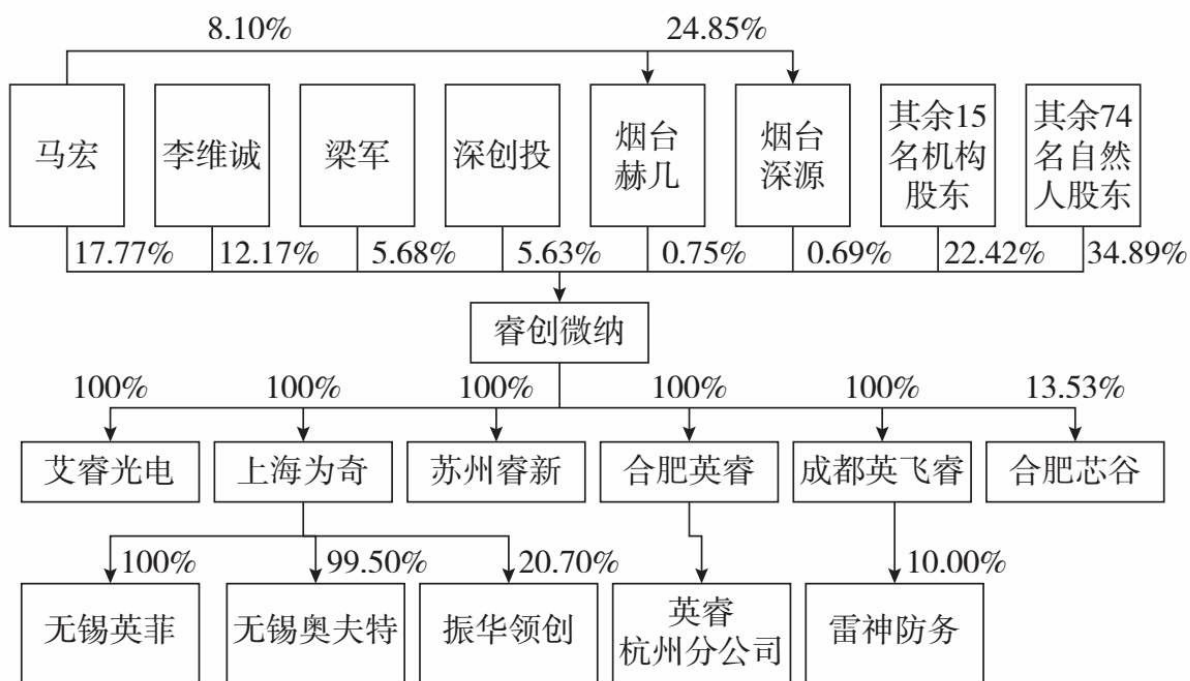 8.10%
24.85%
马宏
李维诚
梁军
深创投
烟台
赫几
烟台
深源
其余15
名机构
股东
其余74
名自然
人股东
17.77%
12.17%
5.68%
5.63%
0.75%
0.69%
22.42%
34.89%
睿创微纳
100%
100%
100%
100%
100%
13.53%
艾睿光电
上海为奇
苏州睿新
合肥英睿
成都英飞睿
合肥芯谷
100%
99.50%
20.70%
10.00%
无锡英菲
无锡奥夫特
振华领创
英睿
杭州分公司
雷神防务